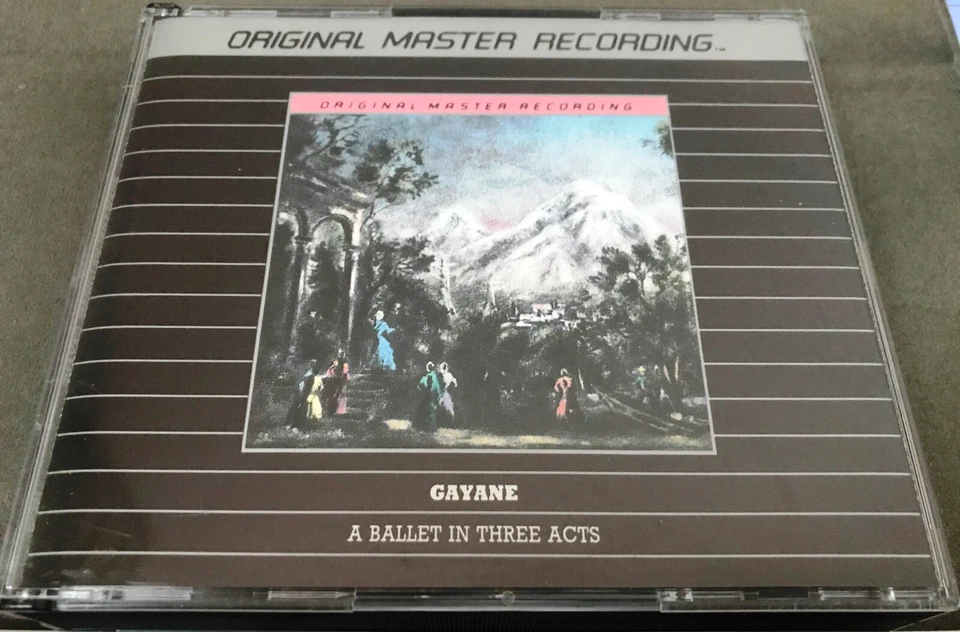 ORIGINAL MASTER RECORDING™
ORIGINAL MASTER RECORDING
GAYANE
A BALLET IN THREE ACTS